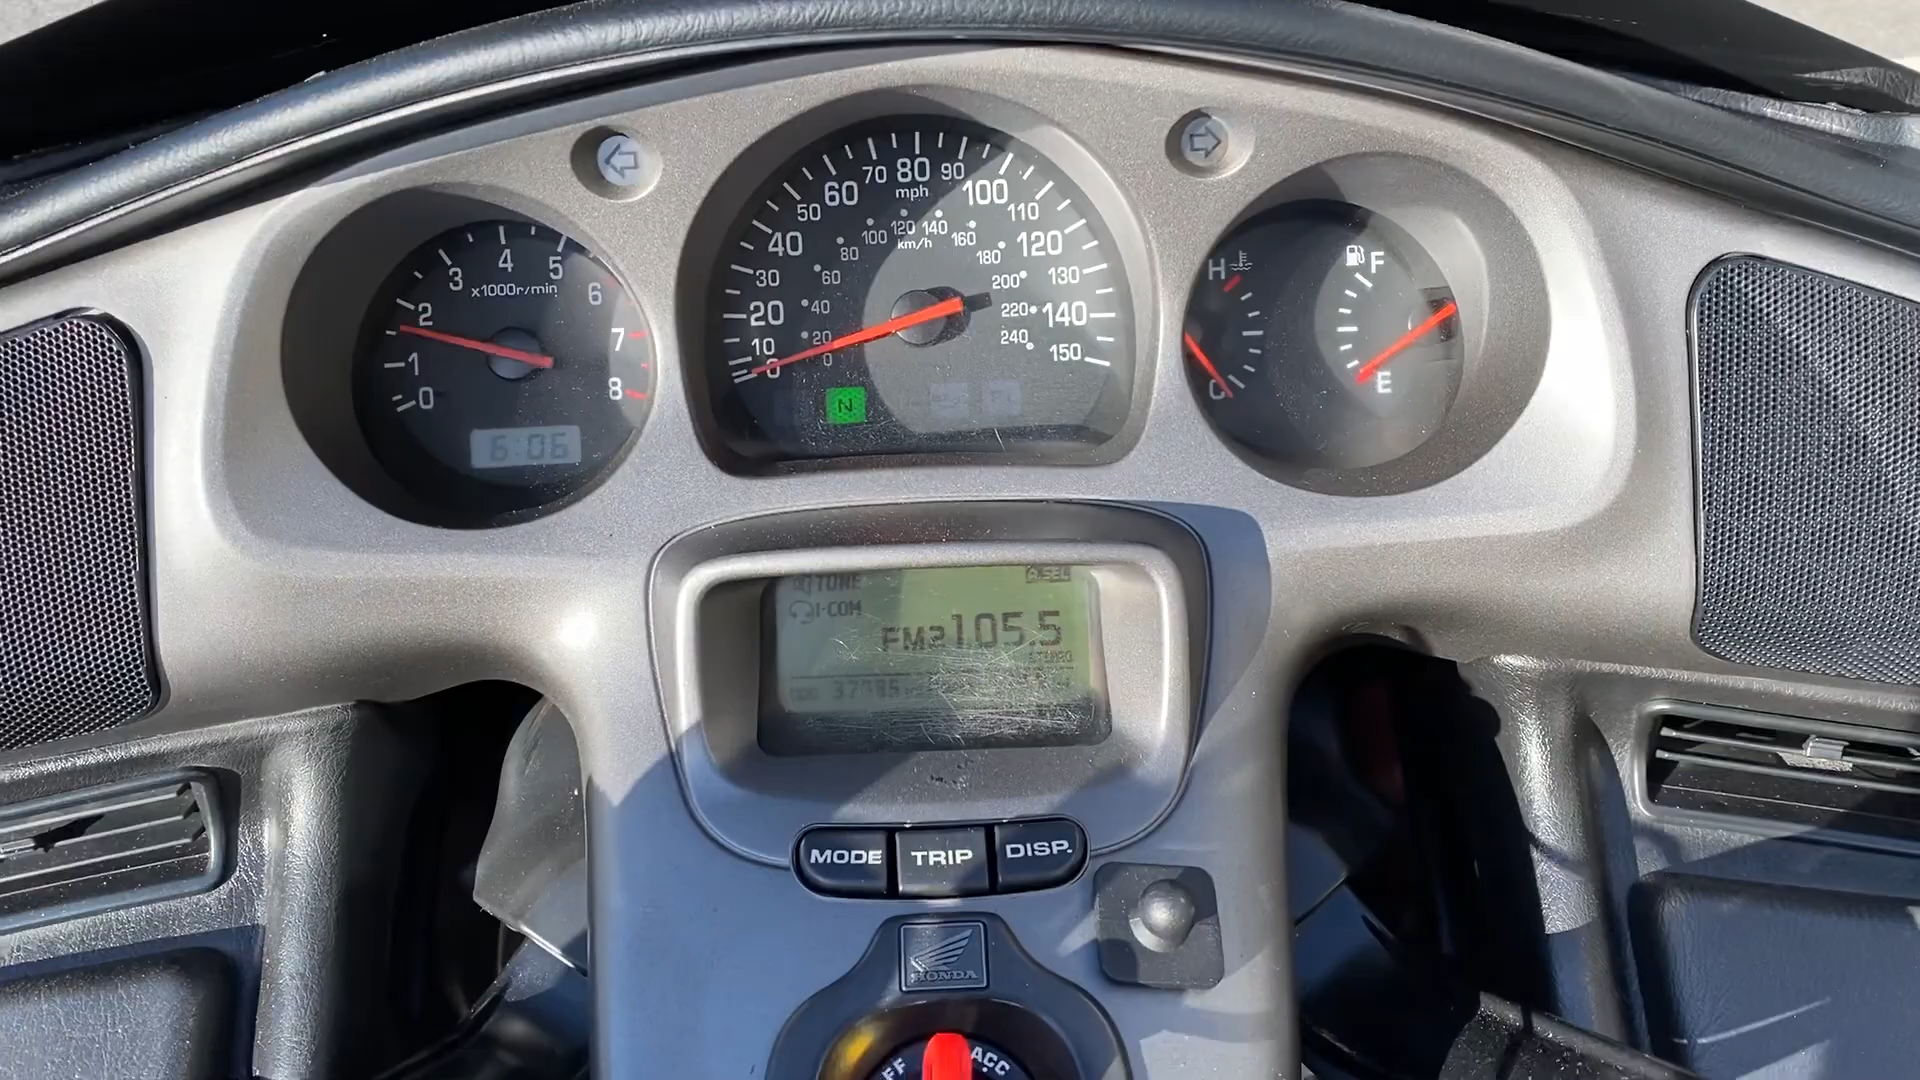 80
70
90
60
mph
100
50
110
120
140
100
160
40
km/h
120
80
180
30
60
200
130
20
40
220
140
10
20
240
150
0
0
N
4
3
5
x1000r/min
2
6
1
7
0
8
6:06
H
F
C
E
TONE
A.SEL
I-COM
FM2 105.5
MODE
TRIP
DISP.
HONDA
ACC